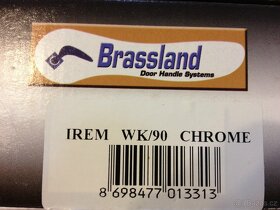 Brassland
Door Handle Systems
IREM WK/90 CHROME
8 698477 013313